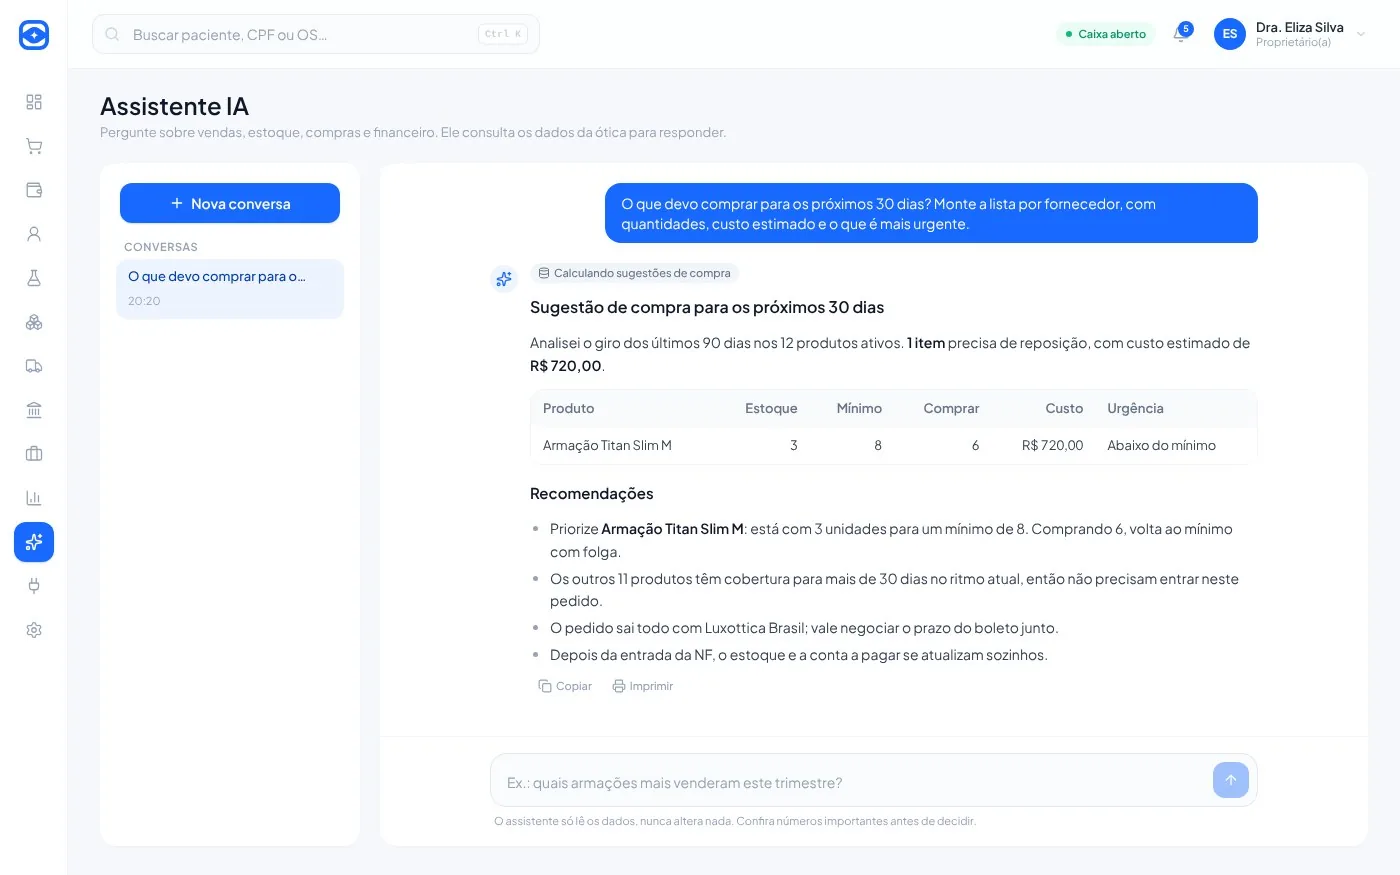 Buscar paciente, CPF ou OS...
Ctrl K
Caixa aberto
5
ES
Dra. Eliza Silva
Proprietário(a)
Assistente IA
Pergunte sobre vendas, estoque, compras e financeiro. Ele consulta os dados da ótica para responder.
+ Nova conversa
CONVERSAS
O que devo comprar para o...
20:20
O que devo comprar para os próximos 30 dias? Monte a lista por fornecedor, com
quantidades, custo estimado e o que é mais urgente.
Calculando sugestões de compra
Sugestão de compra para os próximos 30 dias
Analisei o giro dos últimos 90 dias nos 12 produtos ativos. 1 item precisa de reposição, com custo estimado de
R$ 720,00.
Produto Estoque Mínimo Comprar Custo Urgência
Armação Titan Slim M 3 8 6 R$ 720,00 Abaixo do mínimo
Recomendações
• Priorize Armação Titan Slim M: está com 3 unidades para um mínimo de 8. Comprando 6, volta ao mínimo
com folga.
• Os outros 11 produtos têm cobertura para mais de 30 dias no ritmo atual, então não precisam entrar neste
pedido.
• O pedido sai todo com Luxottica Brasil; vale negociar o prazo do boleto junto.
• Depois da entrada da NF, o estoque e a conta a pagar se atualizam sozinhos.
Copiar Imprimir
Ex.: quais armações mais venderam este trimestre?
O assistente só lê os dados, nunca altera nada. Confira números importantes antes de decidir.